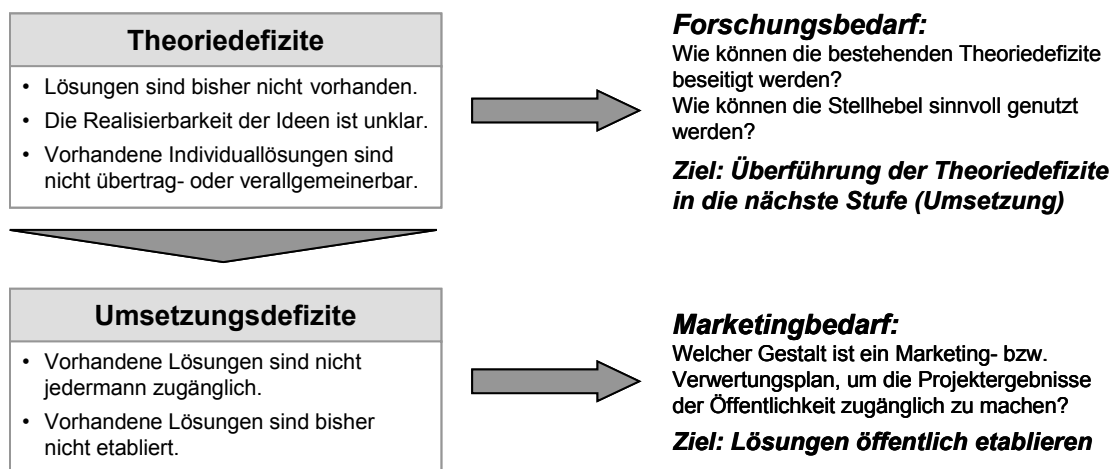 Theoriedefizite
• Lösungen sind bisher nicht vorhanden.
• Die Realisierbarkeit der Ideen ist unklar.
• Vorhandene Individuallösungen sind
nicht übertrag- oder verallgemeinerbar.
Forschungsbedarf:
Wie können die bestehenden Theoriedefizite
beseitigt werden?
Wie können die Stellhebel sinnvoll genutzt
werden?
Ziel: Überführung der Theoriedefizite
in die nächste Stufe (Umsetzung)
Umsetzungsdefizite
• Vorhandene Lösungen sind nicht
jedermann zugänglich.
• Vorhandene Lösungen sind bisher
nicht etabliert.
Marketingbedarf:
Welcher Gestalt ist ein Marketing- bzw.
Verwertungsplan, um die Projektergebnisse
der Öffentlichkeit zugänglich zu machen?
Ziel: Lösungen öffentlich etablieren